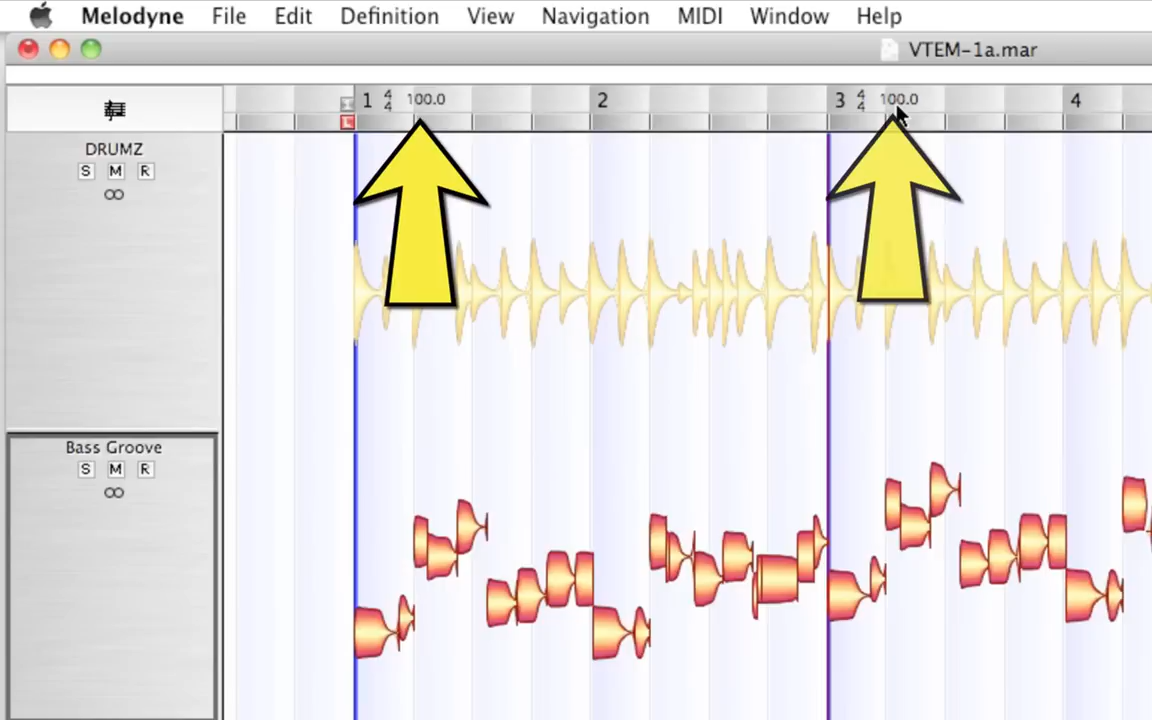 Melodyne File Edit Definition View Navigation MIDI Window Help
VTEM-1a.mar
1 4/4 100.0 2 3 4/4 100.0 4
DRUMZ
S M R
Bass Groove
S M R